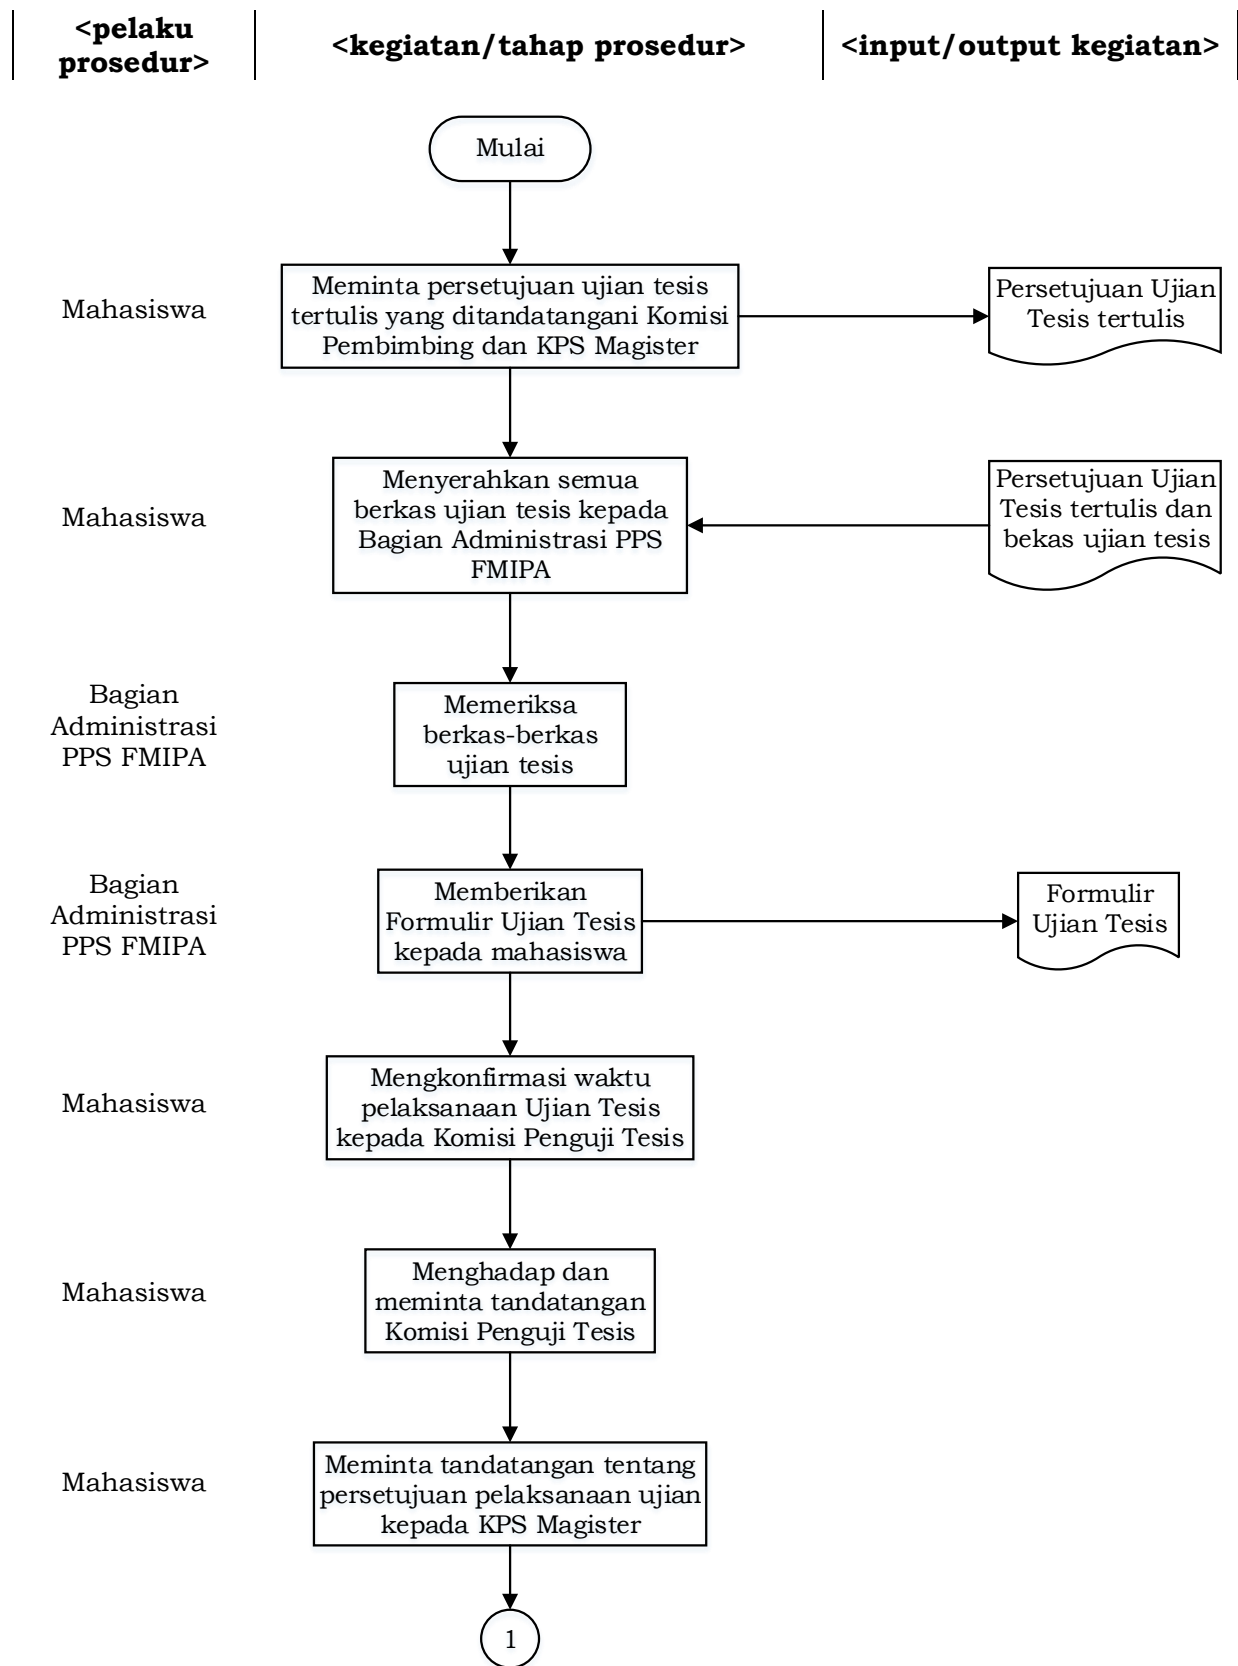 <pelaku
prosedur>
<kegiatan/tahap prosedur>
<input/output kegiatan>
Mulai
Mahasiswa
Meminta persetujuan ujian tesis
tertulis yang ditandatangani Komisi
Pembimbing dan KPS Magister
Persetujuan Ujian
Tesis tertulis
Mahasiswa
Menyerahkan semua
berkas ujian tesis kepada
Bagian Administrasi PPS
FMIPA
Persetujuan Ujian
Tesis tertulis dan
bekas ujian tesis
Bagian
Administrasi
PPS FMIPA
Memeriksa
berkas-berkas
ujian tesis
Bagian
Administrasi
PPS FMIPA
Memberikan
Formulir Ujian Tesis
kepada mahasiswa
Formulir
Ujian Tesis
Mahasiswa
Mengkonfirmasi waktu
pelaksanaan Ujian Tesis
kepada Komisi Penguji Tesis
Mahasiswa
Menghadap dan
meminta tandatangan
Komisi Penguji Tesis
Mahasiswa
Meminta tandatangan tentang
persetujuan pelaksanaan ujian
kepada KPS Magister
1